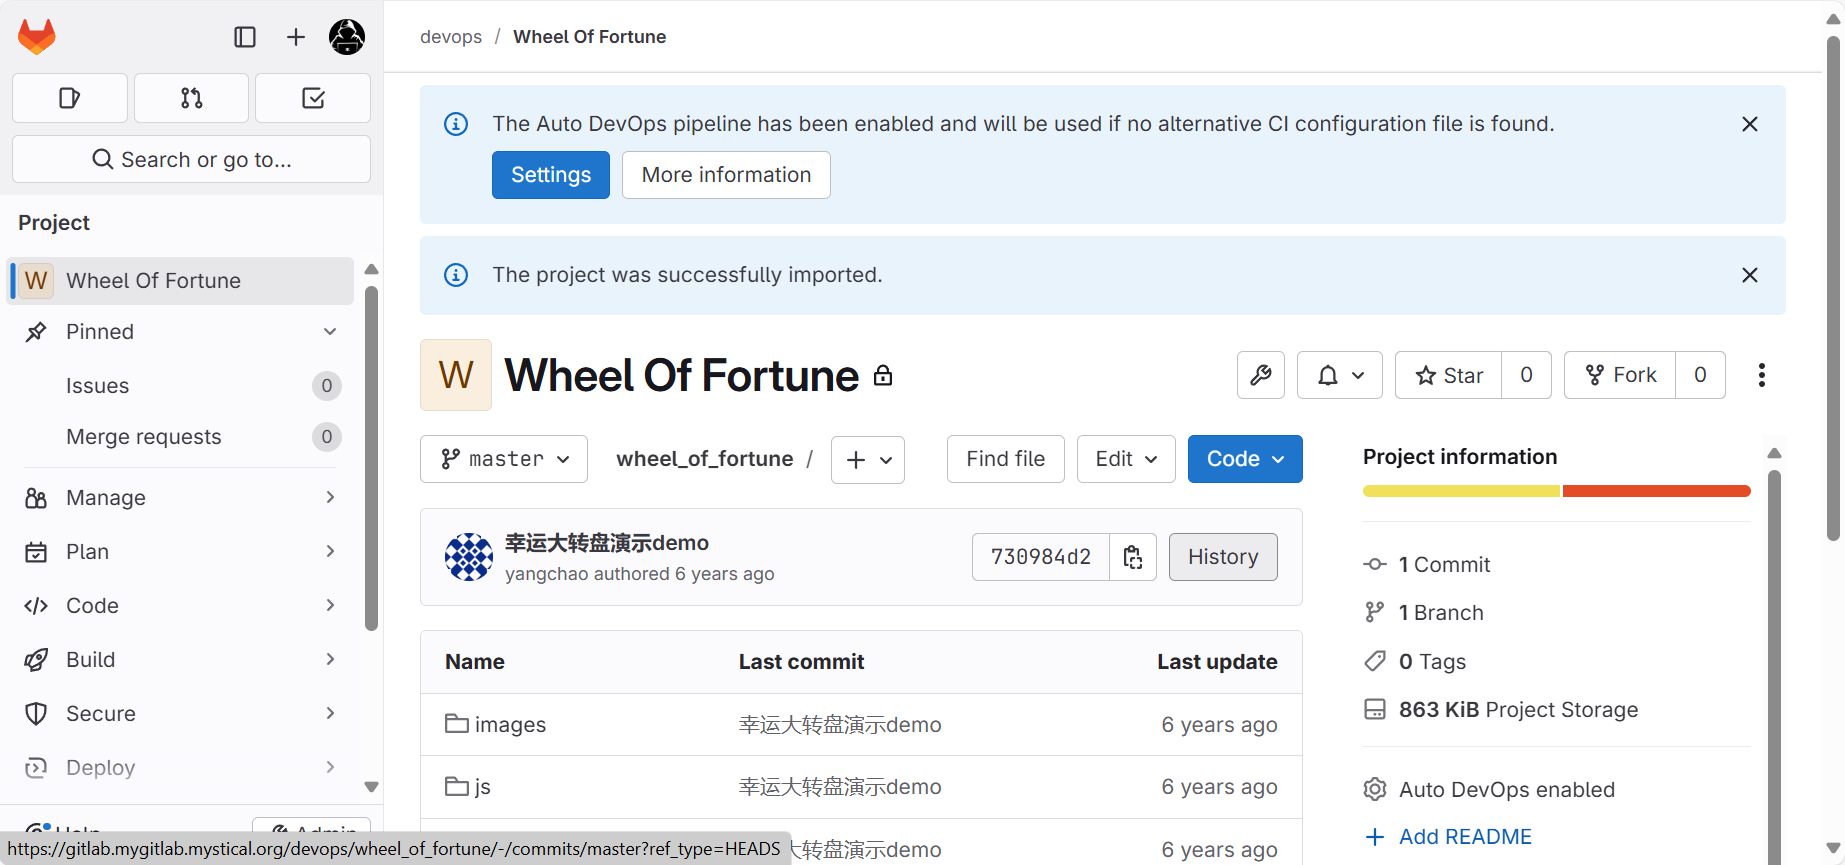 devops / Wheel Of Fortune
Search or go to...
Project
W Wheel Of Fortune
Pinned
Issues 0
Merge requests 0
Manage
Plan
Code
Build
Secure
Deploy
Help
Admin
The Auto DevOps pipeline has been enabled and will be used if no alternative CI configuration file is found.
Settings More information
The project was successfully imported.
W Wheel Of Fortune
Star 0 Fork 0
master wheel_of_fortune / Find file Edit Code
幸运大转盘演示demo
yangchao authored 6 years ago
730984d2 History
Name Last commit Last update
images 幸运大转盘演示demo 6 years ago
js 幸运大转盘演示demo 6 years ago
大转盘演示demo 6 years ago
Project information
1 Commit
1 Branch
0 Tags
863 KiB Project Storage
Auto DevOps enabled
Add README
https://gitlab.mygitlab.mystical.org/devops/wheel_of_fortune/-/commits/master?ref_type=HEADS